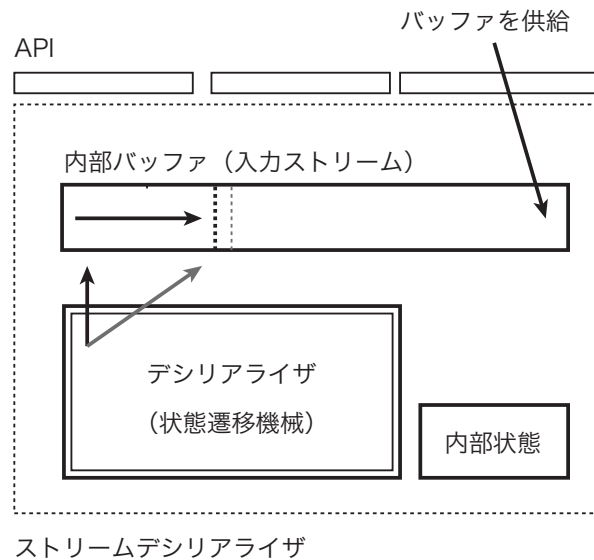 バッファを供給
API
内部バッファ（入力ストリーム）
デシリアライザ
（状態遷移機械）
内部状態
ストリームデシリアライザ